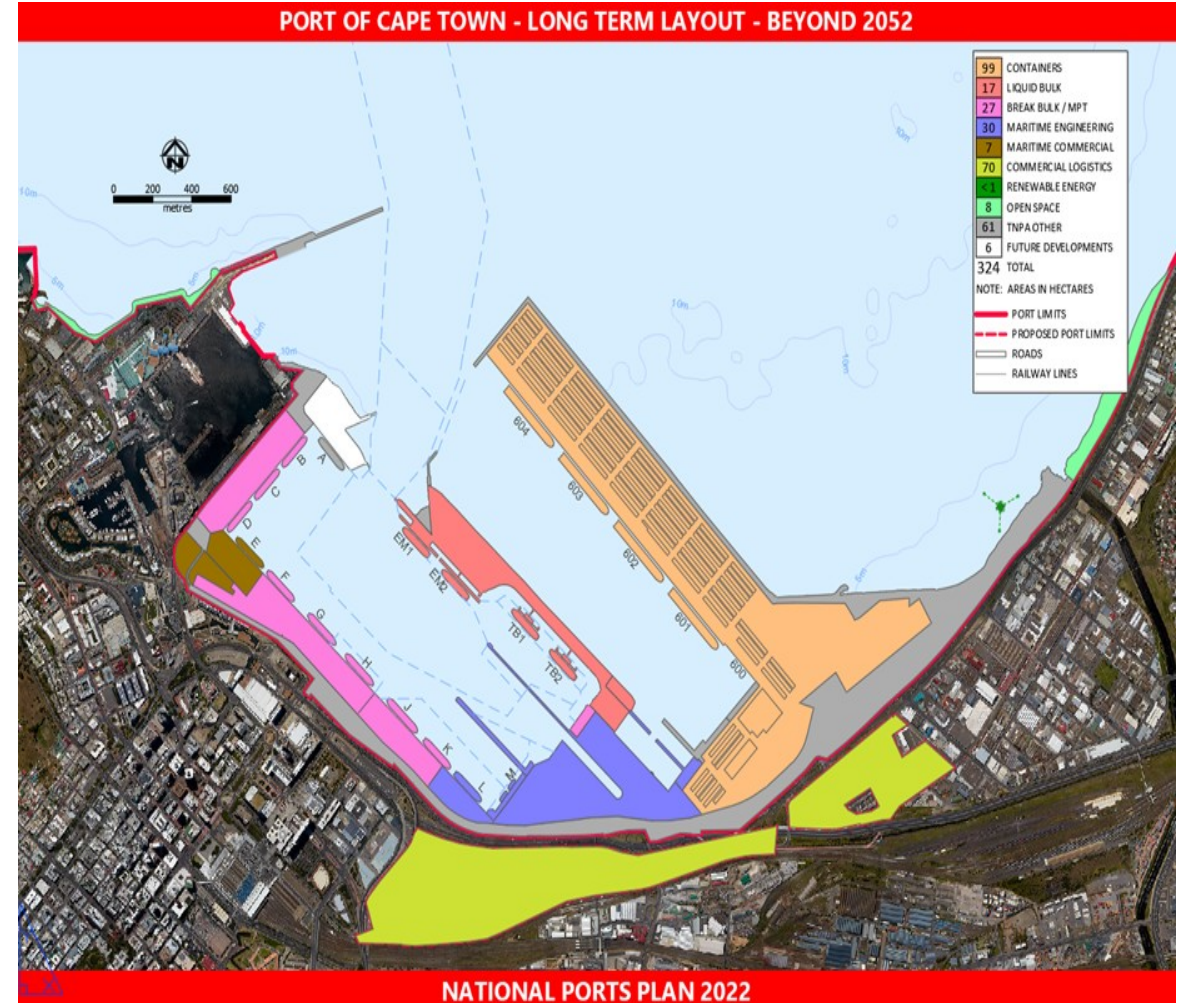 PORT OF CAPE TOWN - LONG TERM LAYOUT - BEYOND 2052
99 CONTAINERS
17 LIQUID BULK
27 BREAK BULK / MPT
30 MARITIME ENGINEERING
7 MARITIME COMMERCIAL
70 COMMERCIAL LOGISTICS
<1 RENEWABLE ENERGY
8 OPEN SPACE
61 TNPA OTHER
6 FUTURE DEVELOPMENTS
324 TOTAL
NOTE: AREAS IN HECTARES
PORT LIMITS
PROPOSED PORT LIMITS
ROADS
RAILWAY LINES
N
0 200 400 600
metres
10m
5m
5m
10m
10m
10m
10m
10m
5m
604
603
602
601
600
A
B
C
D
E
F
G
H
J
K
L
M
EM1
EM2
TB1
TB2
NATIONAL PORTS PLAN 2022